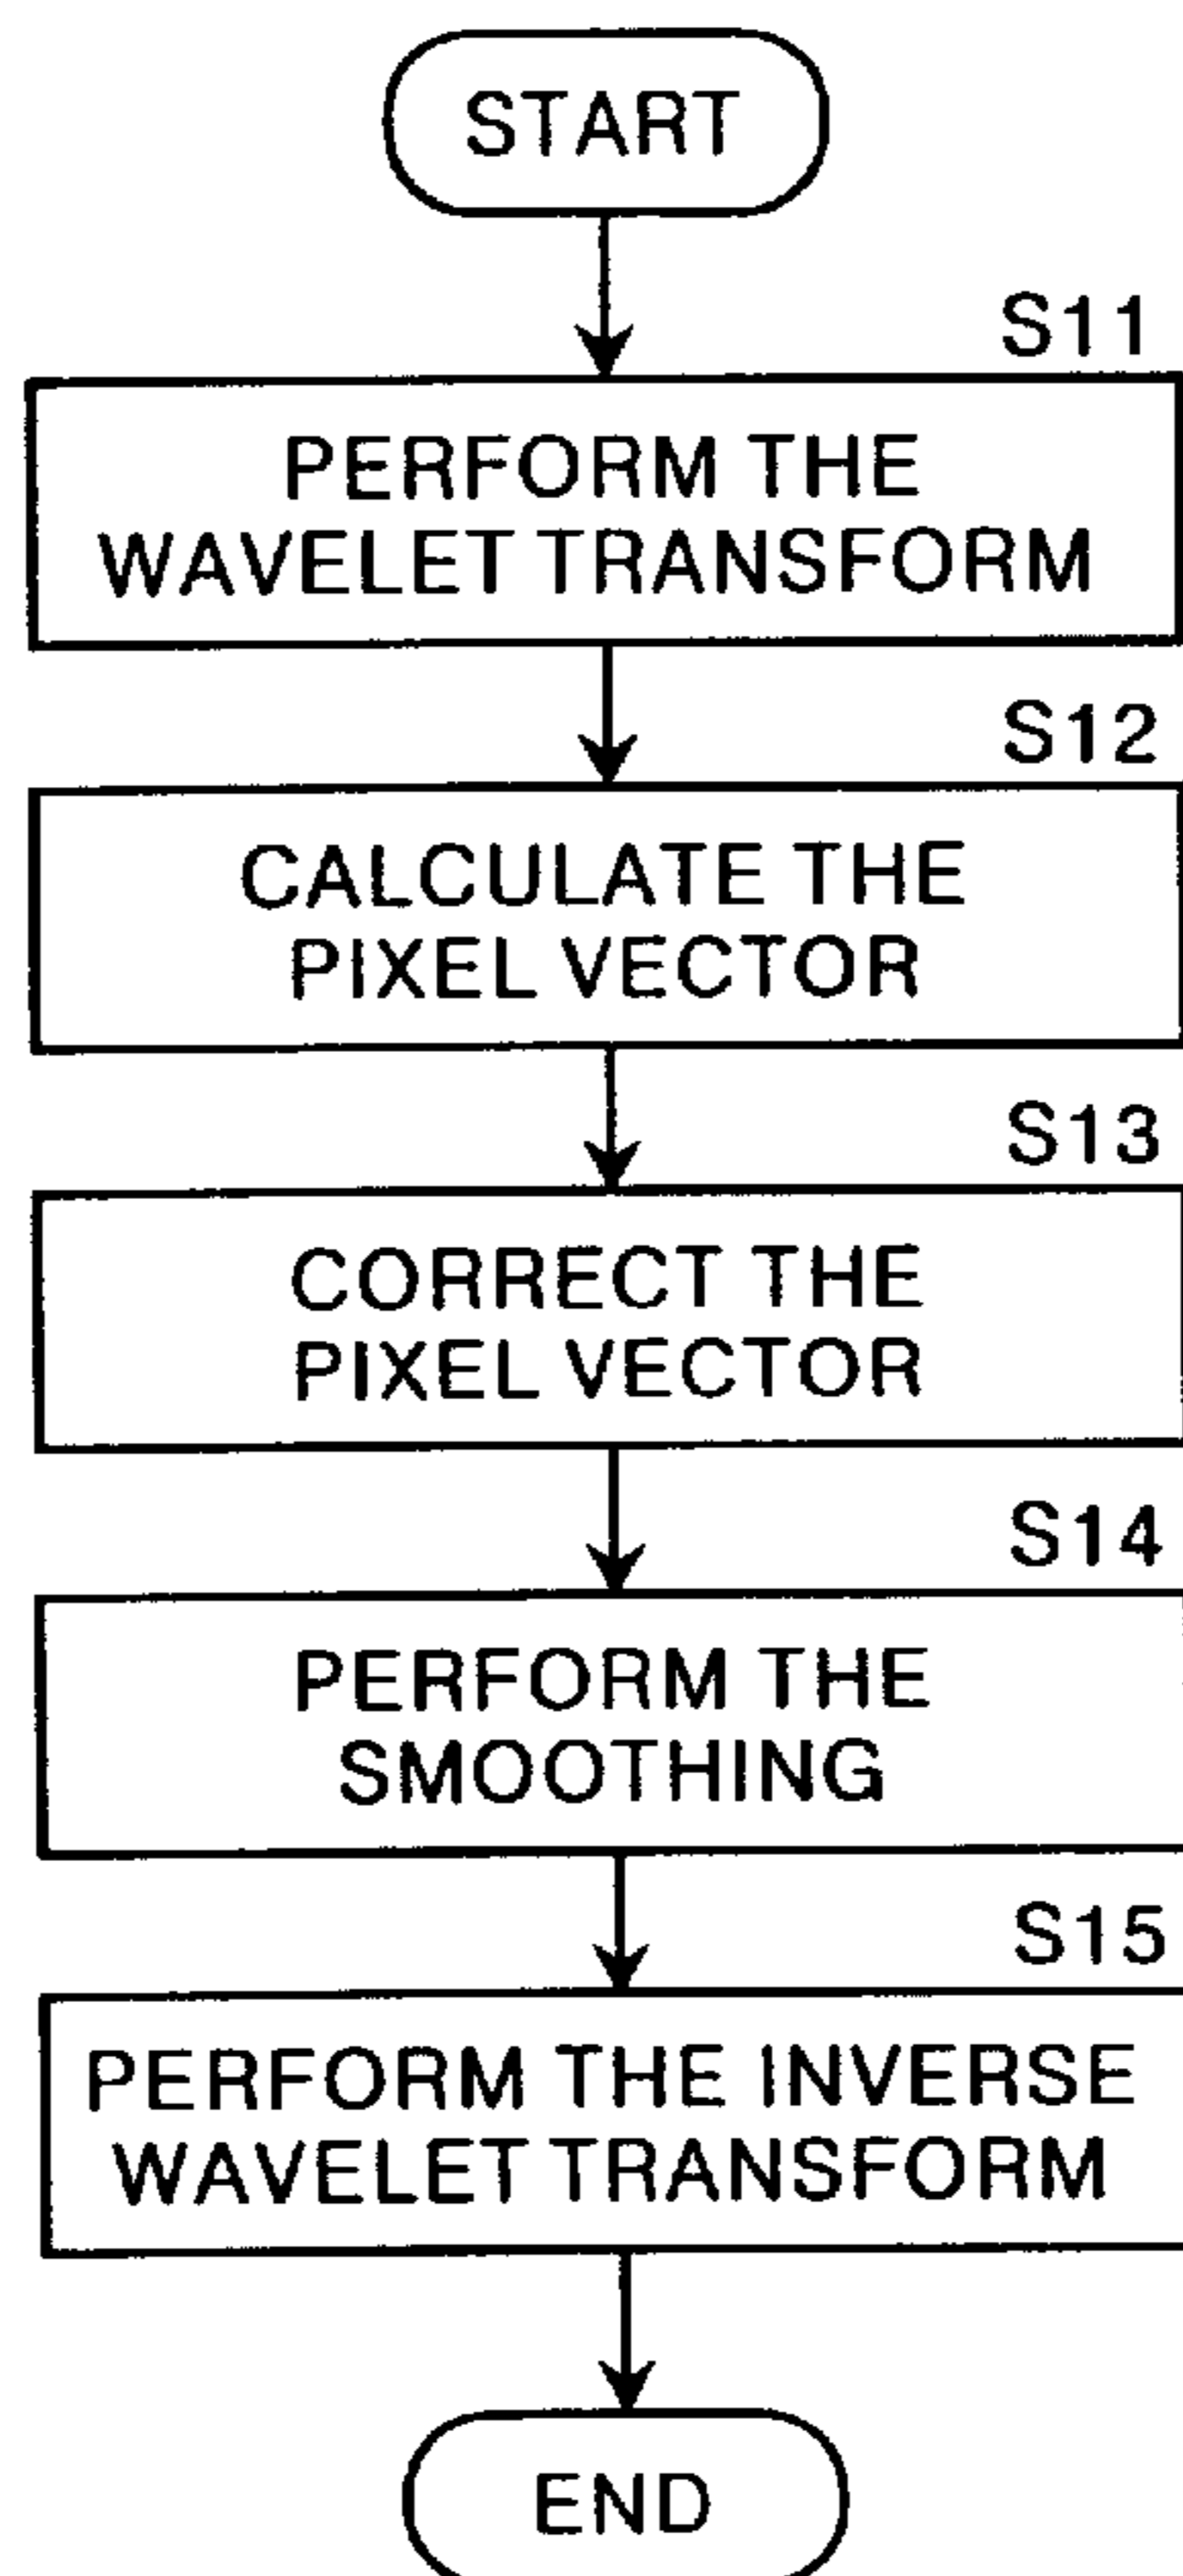 START
S11
PERFORM THE
WAVELET TRANSFORM
S12
CALCULATE THE
PIXEL VECTOR
S13
CORRECT THE
PIXEL VECTOR
S14
PERFORM THE
SMOOTHING
S15
PERFORM THE INVERSE
WAVELET TRANSFORM
END